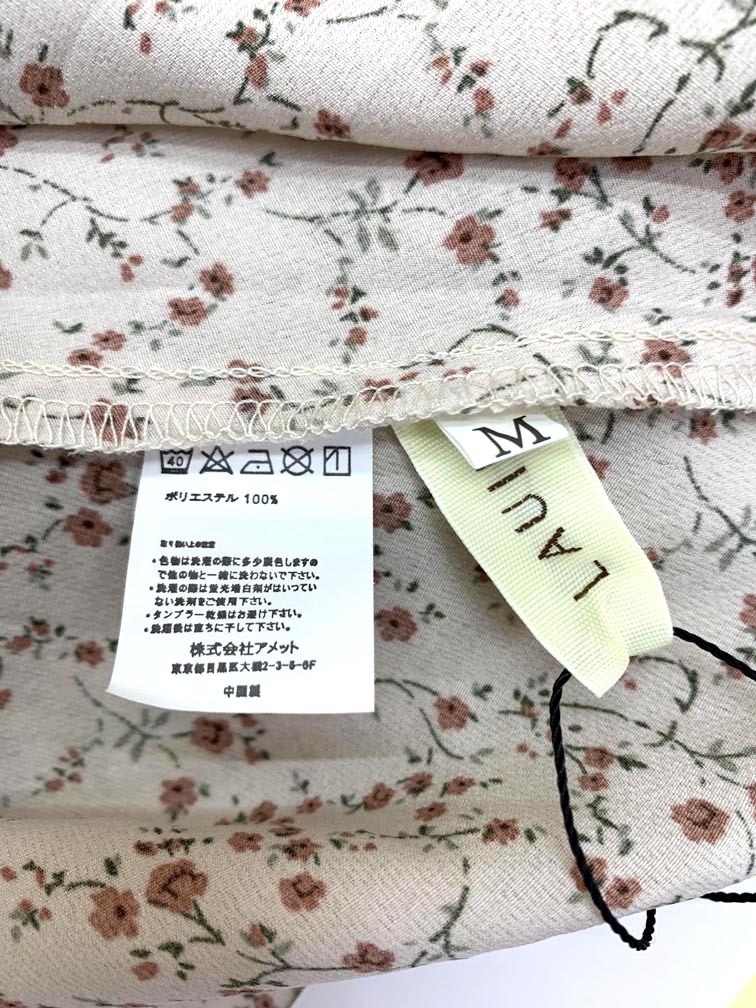 40
ポリエステル 100%
取り扱い上の注意
・色物は洗濯の際に多少脱色しますの
で他の物と一緒に洗わないで下さい。
・洗濯の際は蛍光増白剤がはいってい
ない洗剤をご使用下さい。
・タンブラー乾燥はお避け下さい。
・洗濯後は直ちに干して下さい。
株式会社アメット
東京都目黒区大橋2-3-5-6F
中国製
M
LAUI